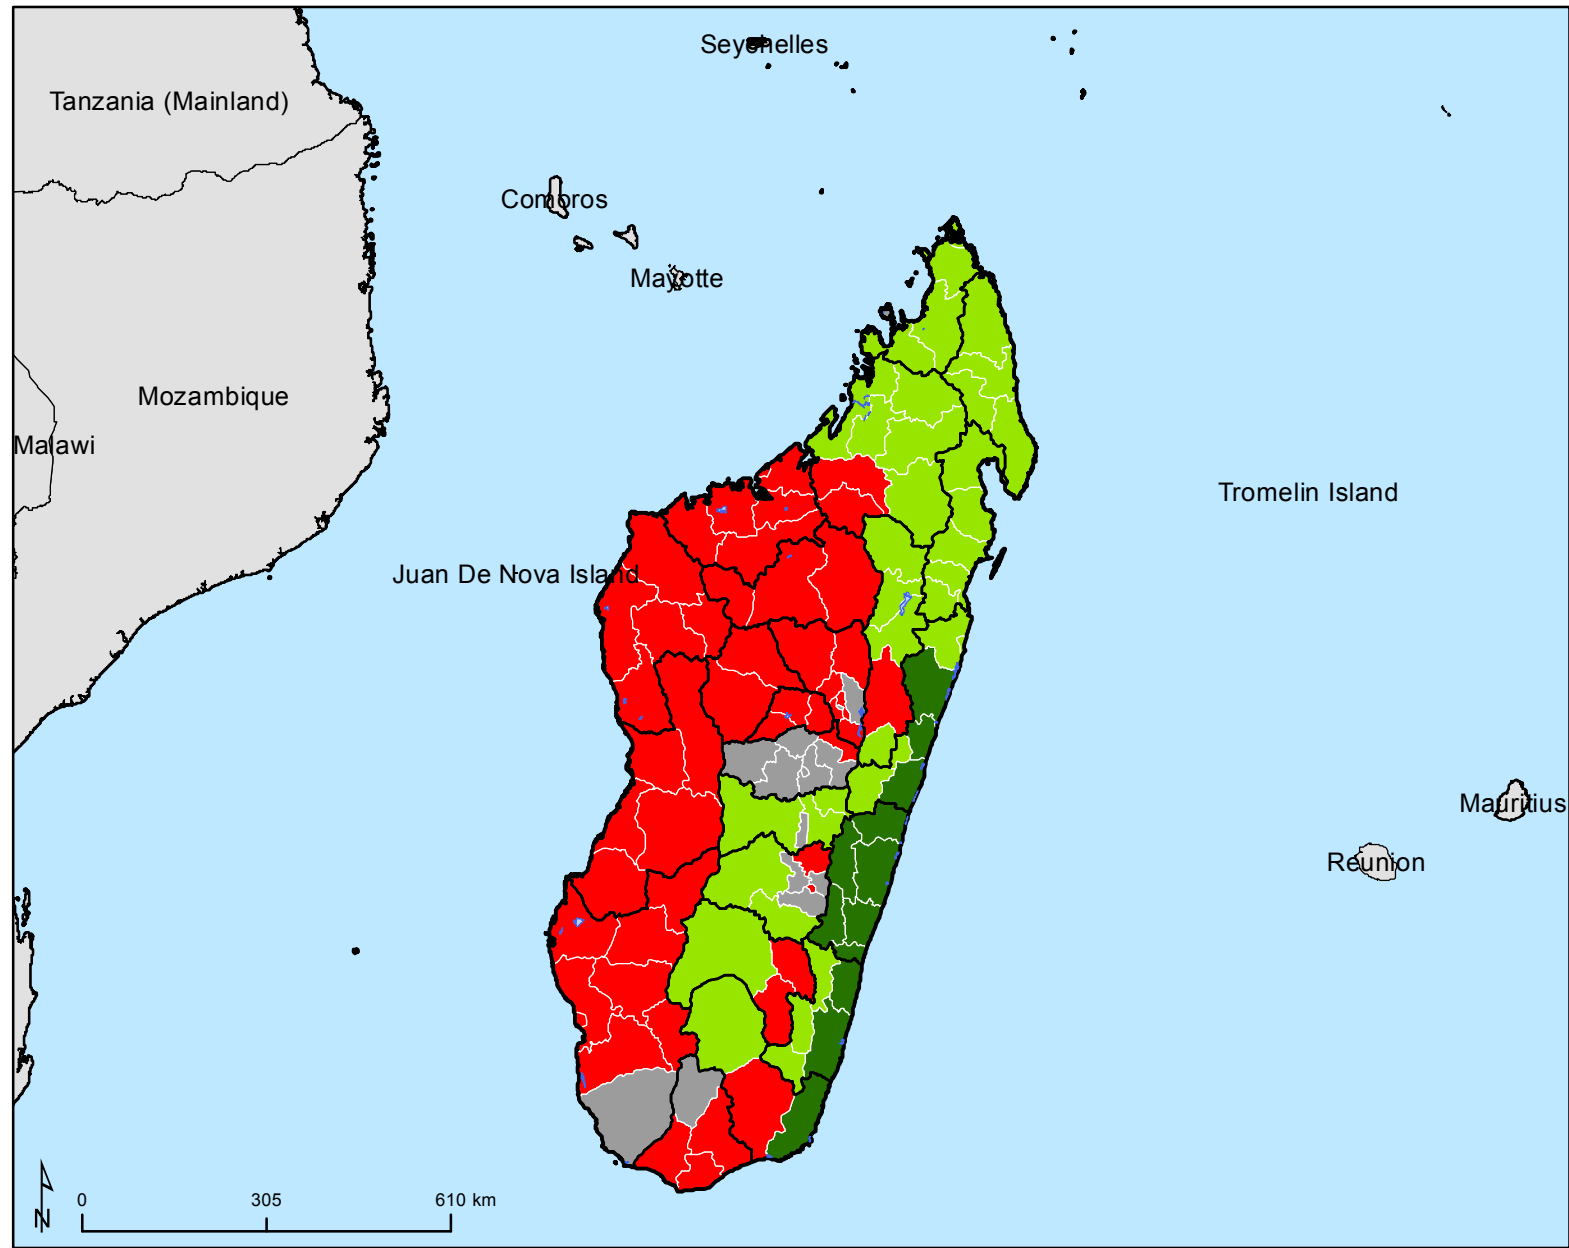 Seychelles
Tanzania (Mainland)
Comoros
Mayotte
Mozambique
Malawi
Tromelin Island
Juan De Nova Island
Mauritius
Reunion
0 305 610 km
N